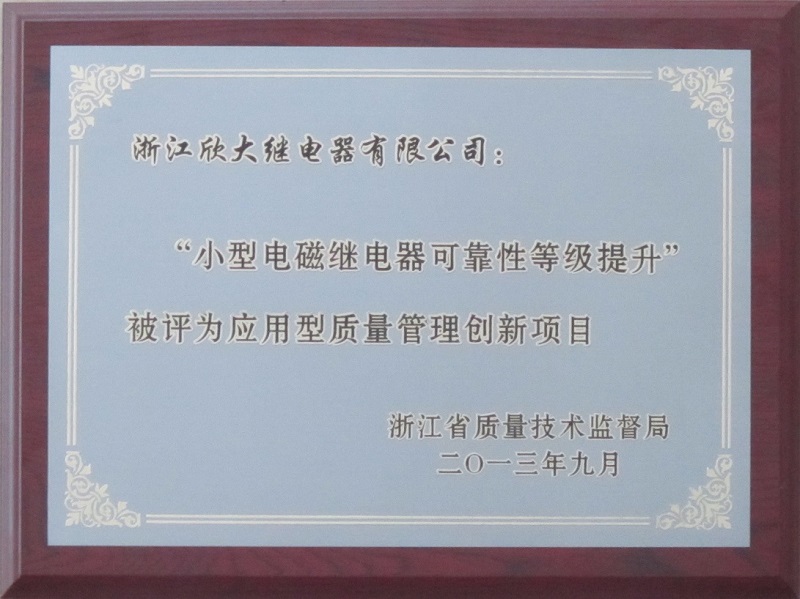 浙江欣大继电器有限公司：
“小型电磁继电器可靠性等级提升”
被评为应用型质量管理创新项目
浙江省质量技术监督局
二〇一三年九月